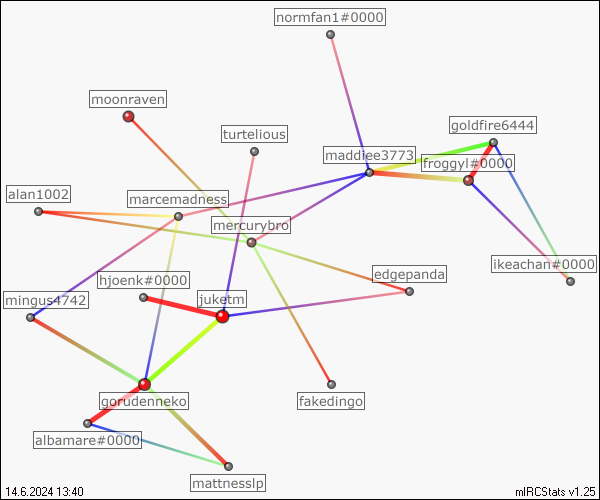 normfan1#0000
moonraven
goldfire6444
turtelious
maddiee3773
froggyl#0000
alan1002
marcemadness
mercurybro
ikeachan#0000
edgepanda
hjoenk#0000
mingus4742
juketm
gorudenneko
fakedingo
albamare#0000
mattnesslp
14.6.2024 13:40
mIRCStats v1.25